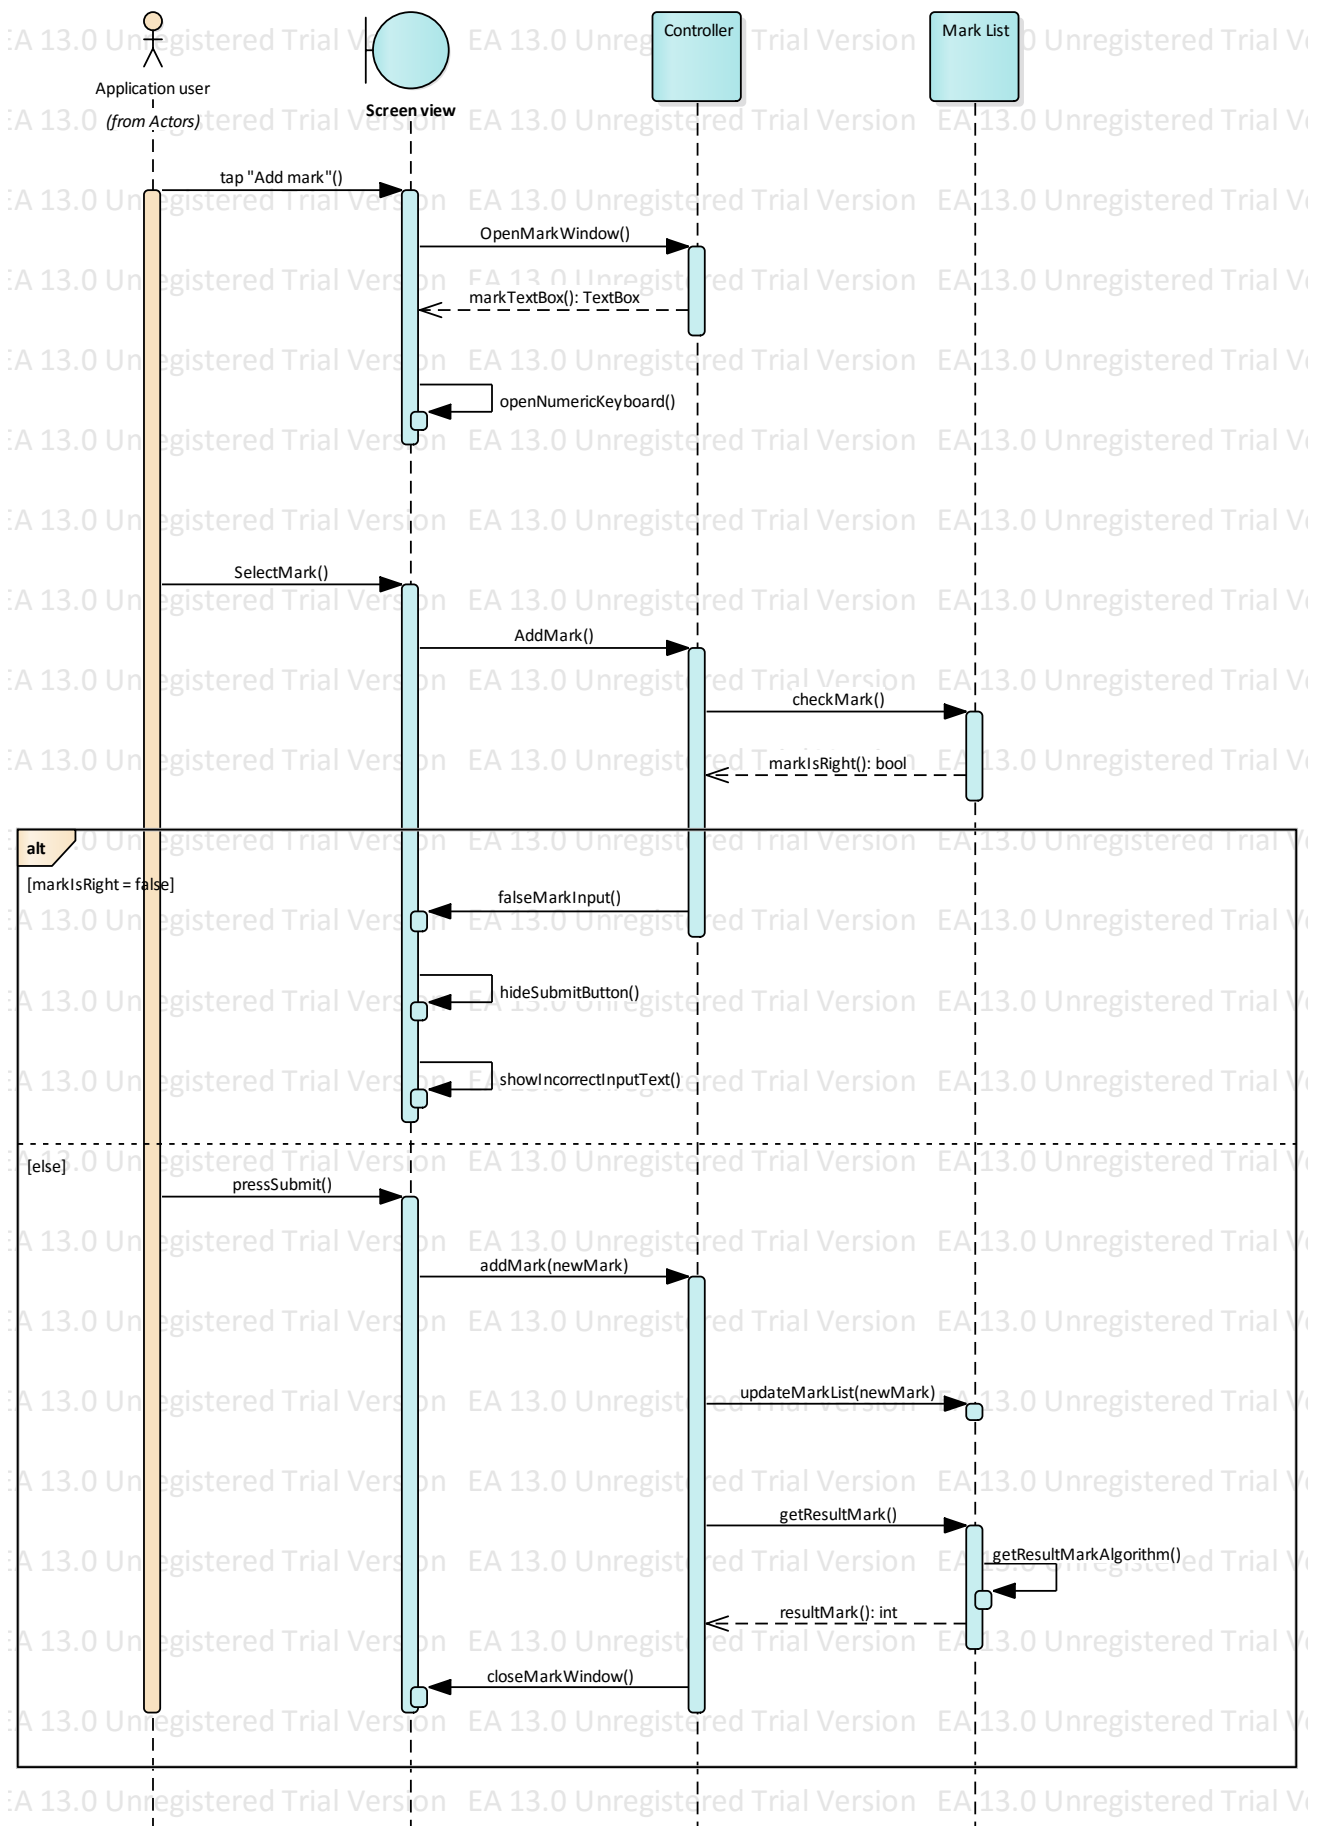 Controller
Mark List
Application user
(from Actors)
Screen view
tap "Add mark"()
OpenMarkWindow()
markTextBox(): TextBox
openNumericKeyboard()
SelectMark()
AddMark()
checkMark()
markIsRight(): bool
alt
[markIsRight = false]
falseMarkInput()
hideSubmitButton()
showIncorrectInputText()
[else]
pressSubmit()
addMark(newMark)
updateMarkList(newMark)
getResultMark()
getResultMarkAlgorithm()
resultMark(): int
closeMarkWindow()
EA 13.0 Unregistered Trial Version